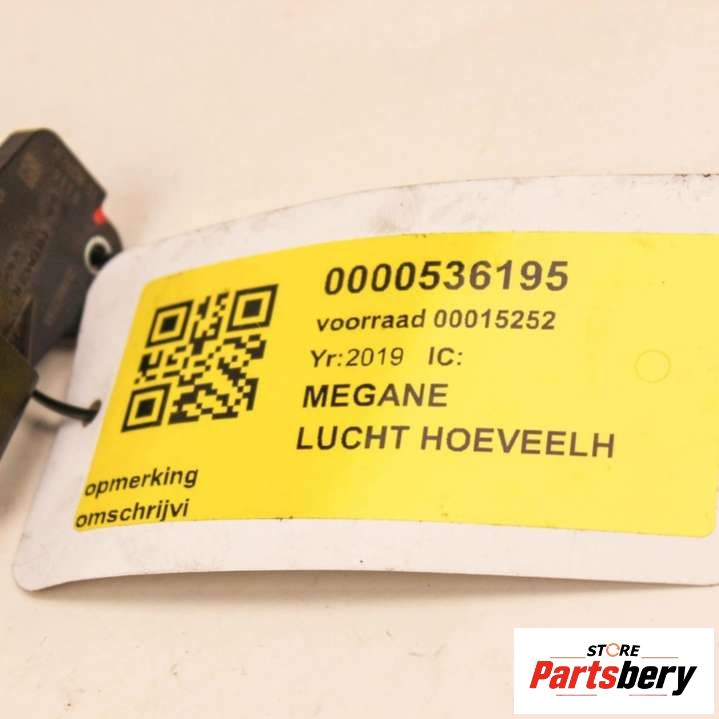 0000536195
voorraad 00015252
Yr:2019 IC:
MEGANE
LUCHT HOEVEELH
opmerking
omschrijvi
STORE
Partsbery